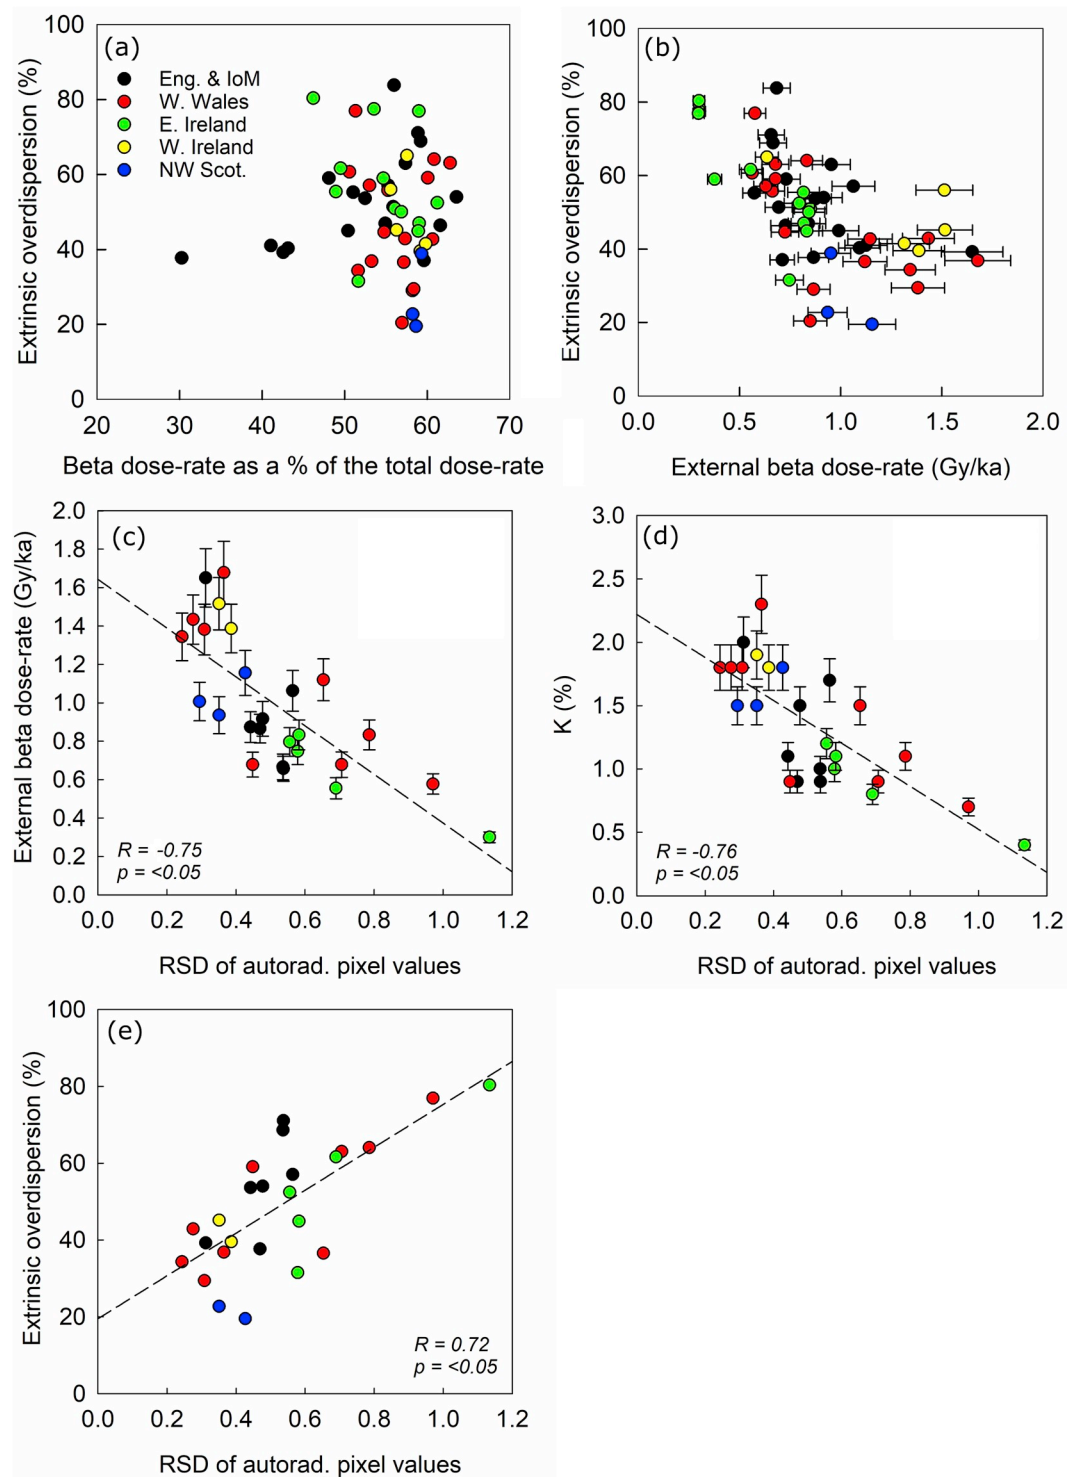 (a)
Eng. & IoM
W. Wales
E. Ireland
W. Ireland
NW Scot.
Extrinsic overdispersion (%)
100
80
60
40
20
0
20 30 40 50 60 70
Beta dose-rate as a % of the total dose-rate
(b)
Extrinsic overdispersion (%)
100
80
60
40
20
0
0.0 0.5 1.0 1.5 2.0
External beta dose-rate (Gy/ka)
(c)
External beta dose-rate (Gy/ka)
2.0
1.8
1.6
1.4
1.2
1.0
0.8
0.6
0.4
0.2
0.0
R = -0.75
p = <0.05
0.0 0.2 0.4 0.6 0.8 1.0 1.2
RSD of autorad. pixel values
(d)
K (%)
3.0
2.5
2.0
1.5
1.0
0.5
0.0
R = -0.76
p = <0.05
0.0 0.2 0.4 0.6 0.8 1.0 1.2
RSD of autorad. pixel values
(e)
Extrinsic overdispersion (%)
100
80
60
40
20
0
R = 0.72
p = <0.05
0.0 0.2 0.4 0.6 0.8 1.0 1.2
RSD of autorad. pixel values